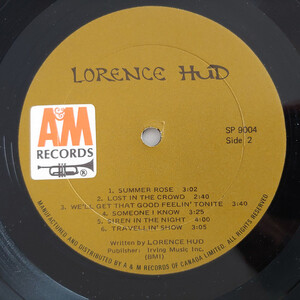 LORENCE HUD
A&M
RECORDS
SP 9004
Side 2
1. SUMMER ROSE 3:02
2. LOST IN THE CROWD 2:40
3. WE'LL GET THAT GOOD FEELIN' TONITE 3:40
4. SOMEONE I KNOW 3:25
5. SIREN IN THE NIGHT 4:00
6. TRAVELLIN' SHOW 3:05
Written by LORENCE HUD
Publisher: Irving Music Inc.
(BMI)
MANUFACTURED AND DISTRIBUTED BY A & M RECORDS OF CANADA LIMITED. ALL RIGHTS RESERVED.